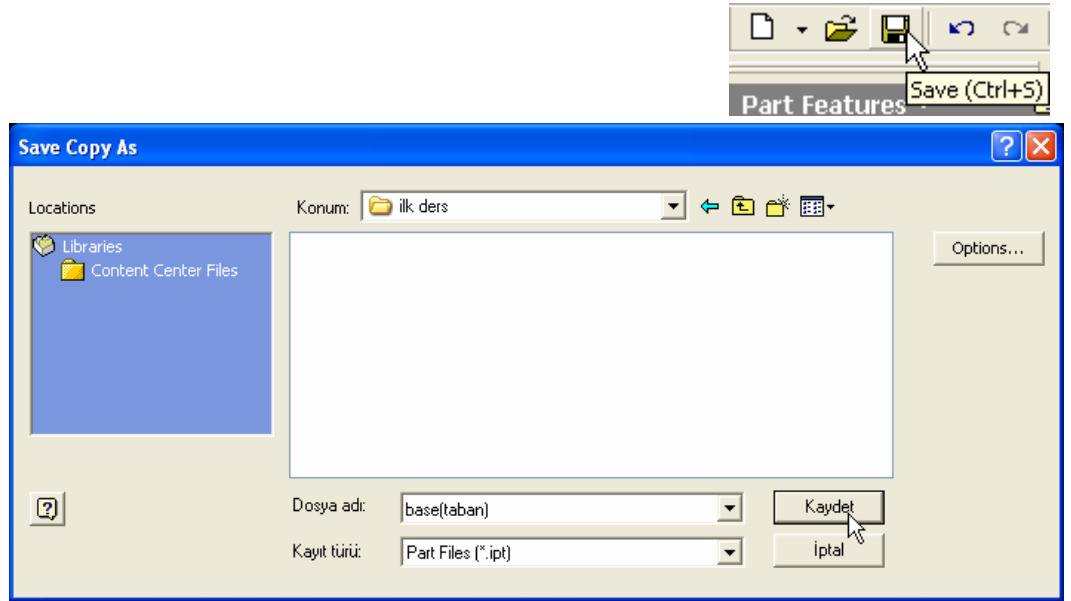 Save (Ctrl+S)
Part Features
Save Copy As
Locations
Konum: ilk ders
Libraries
Content Center Files
Options...
Dosya adı: base(taban)
Kaydet
Kayıt türü: Part Files (*.ipt)
İptal